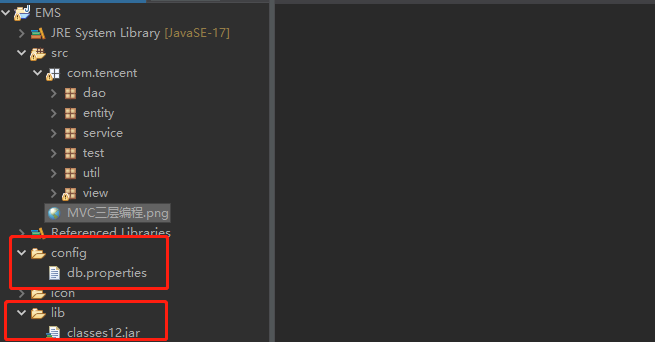 EMS
JRE System Library [JavaSE-17]
src
com.tencent
dao
entity
service
test
util
view
MVC三层编程.png
Referenced Libraries
config
db.properties
icon
lib
classes12.jar